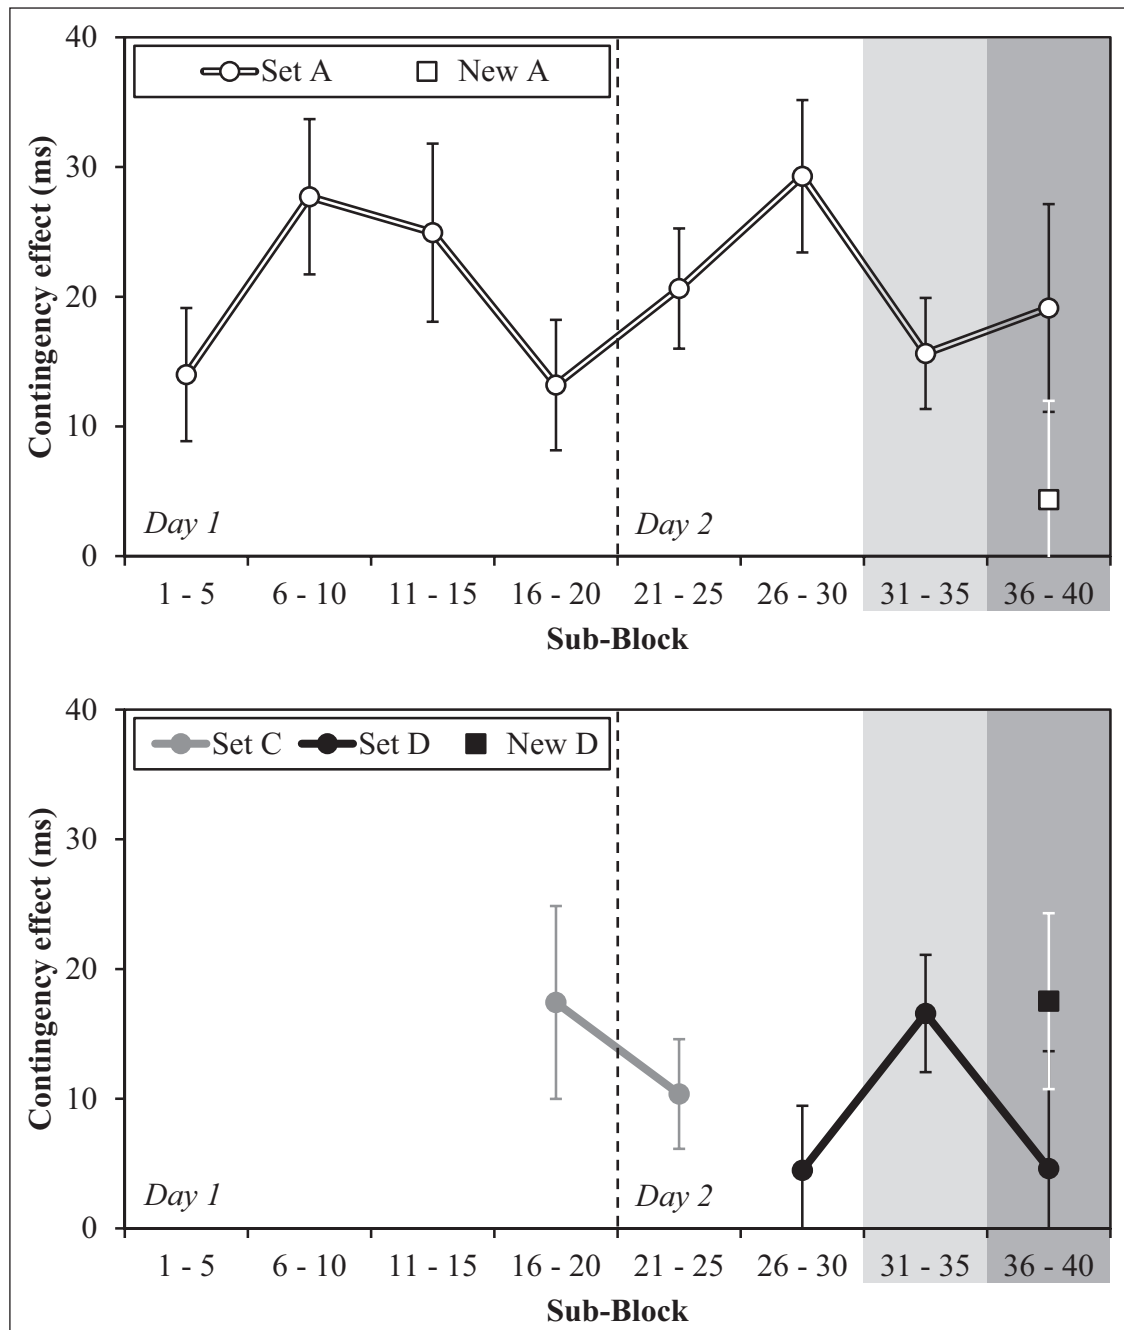 40
Set A New A
30
Contingency effect (ms)
20
10
Day 1 Day 2
0
1 - 5 6 - 10 11 - 15 16 - 20 21 - 25 26 - 30 31 - 35 36 - 40
Sub-Block
40
Set C Set D New D
30
Contingency effect (ms)
20
10
Day 1 Day 2
0
1 - 5 6 - 10 11 - 15 16 - 20 21 - 25 26 - 30 31 - 35 36 - 40
Sub-Block